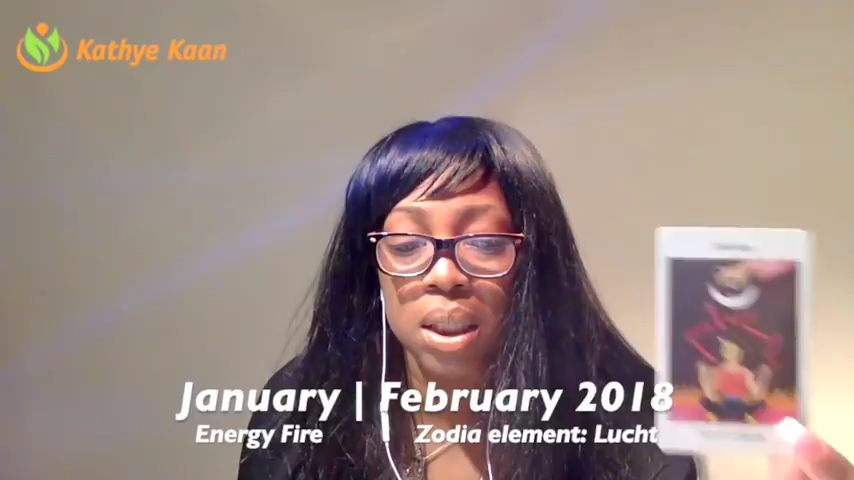 Kathye Kaan
January | February 2018
Energy Fire
Zodia element: Lucht